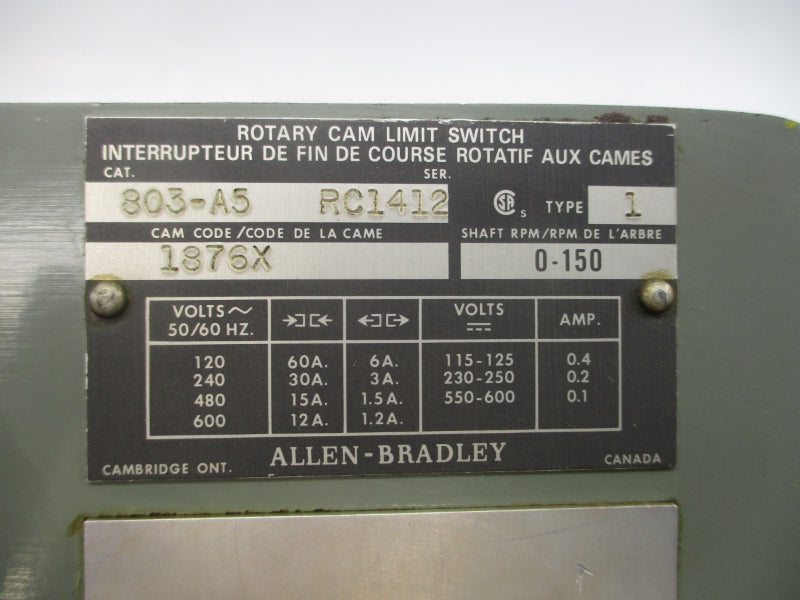 ROTARY CAM LIMIT SWITCH
INTERRUPTEUR DE FIN DE COURSE ROTATIF AUX CAMES
CAT. SER.
803-A5 RC1412 SA s TYPE 1
CAM CODE/CODE DE LA CAME SHAFT RPM/RPM DE L'ARBRE
1876X 0-150
VOLTS ~ VOLTS AMP.
50/60 HZ.
120 60A. 6A. 115-125 0.4
240 30A. 3A. 230-250 0.2
480 15A. 1.5A. 550-600 0.1
600 12A. 1.2A.
ALLEN-BRADLEY
CAMBRIDGE ONT. CANADA